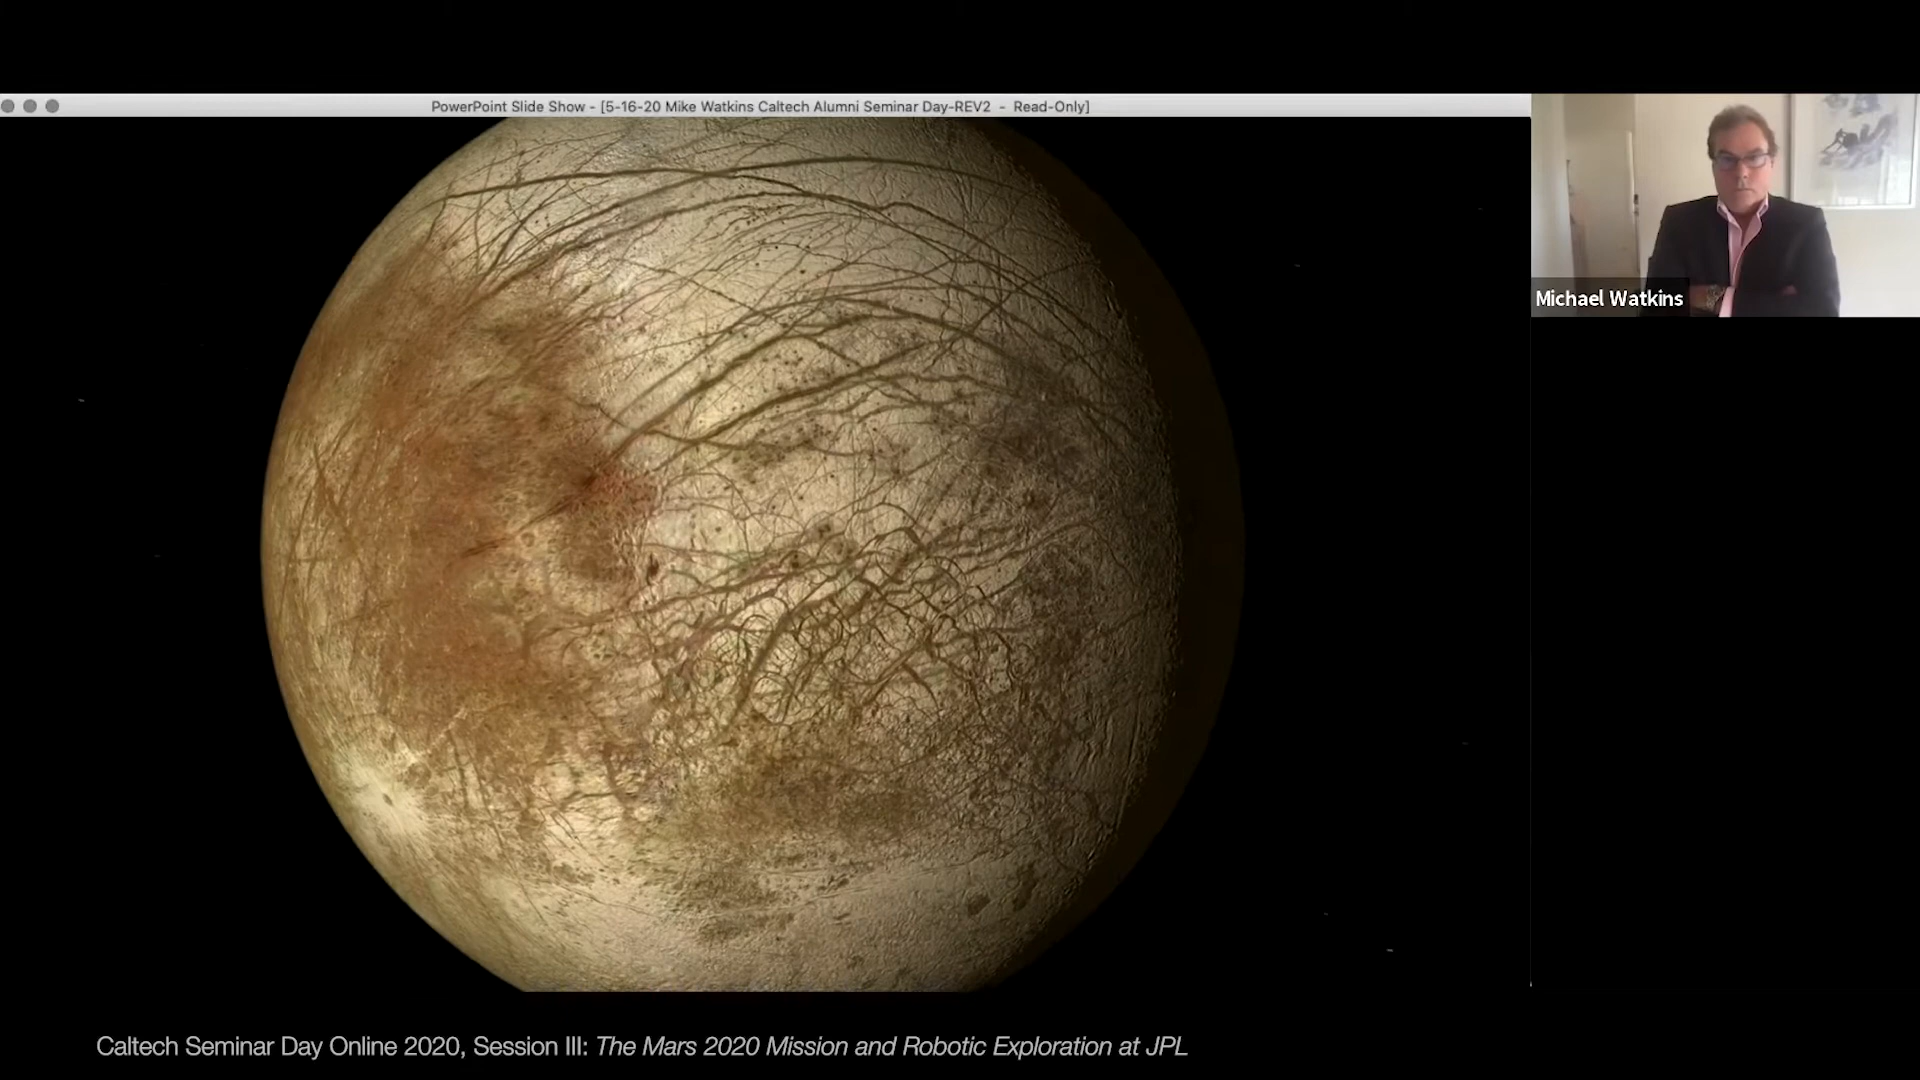 PowerPoint Slide Show - [5-16-20 Mike Watkins Caltech Alumni Seminar Day-REV2 - Read-Only]
Michael Watkins
Caltech Seminar Day Online 2020, Session III: The Mars 2020 Mission and Robotic Exploration at JPL